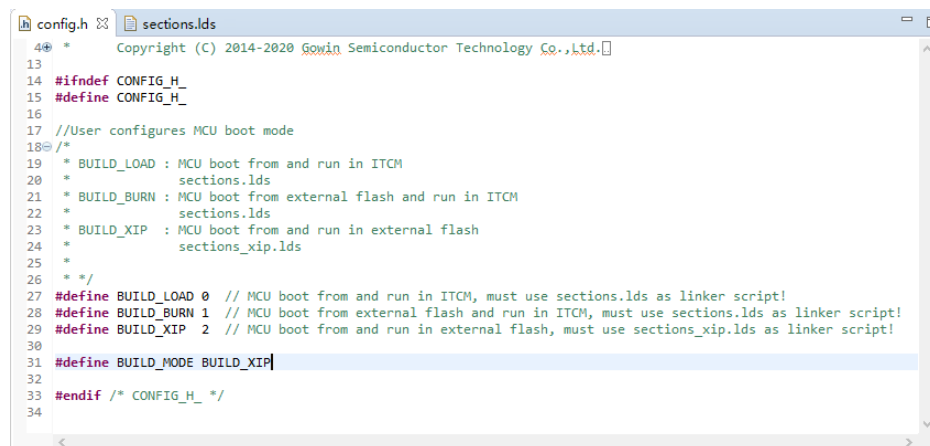 config.h sections.lds
4 * Copyright (C) 2014-2020 Gowin Semiconductor Technology Co.,Ltd.
13
14 #ifndef CONFIG_H_
15 #define CONFIG_H_
16
17 //User configures MCU boot mode
18 /*
19 * BUILD_LOAD : MCU boot from and run in ITCM
20 * sections.lds
21 * BUILD_BURN : MCU boot from external flash and run in ITCM
22 * sections.lds
23 * BUILD_XIP : MCU boot from and run in external flash
24 * sections_xip.lds
25 *
26 * */
27 #define BUILD_LOAD 0 // MCU boot from and run in ITCM, must use sections.lds as linker script!
28 #define BUILD_BURN 1 // MCU boot from external flash and run in ITCM, must use sections.lds as linker script!
29 #define BUILD_XIP 2 // MCU boot from and run in external flash, must use sections_xip.lds as linker script!
30
31 #define BUILD_MODE BUILD_XIP
32
33 #endif /* CONFIG_H_ */
34